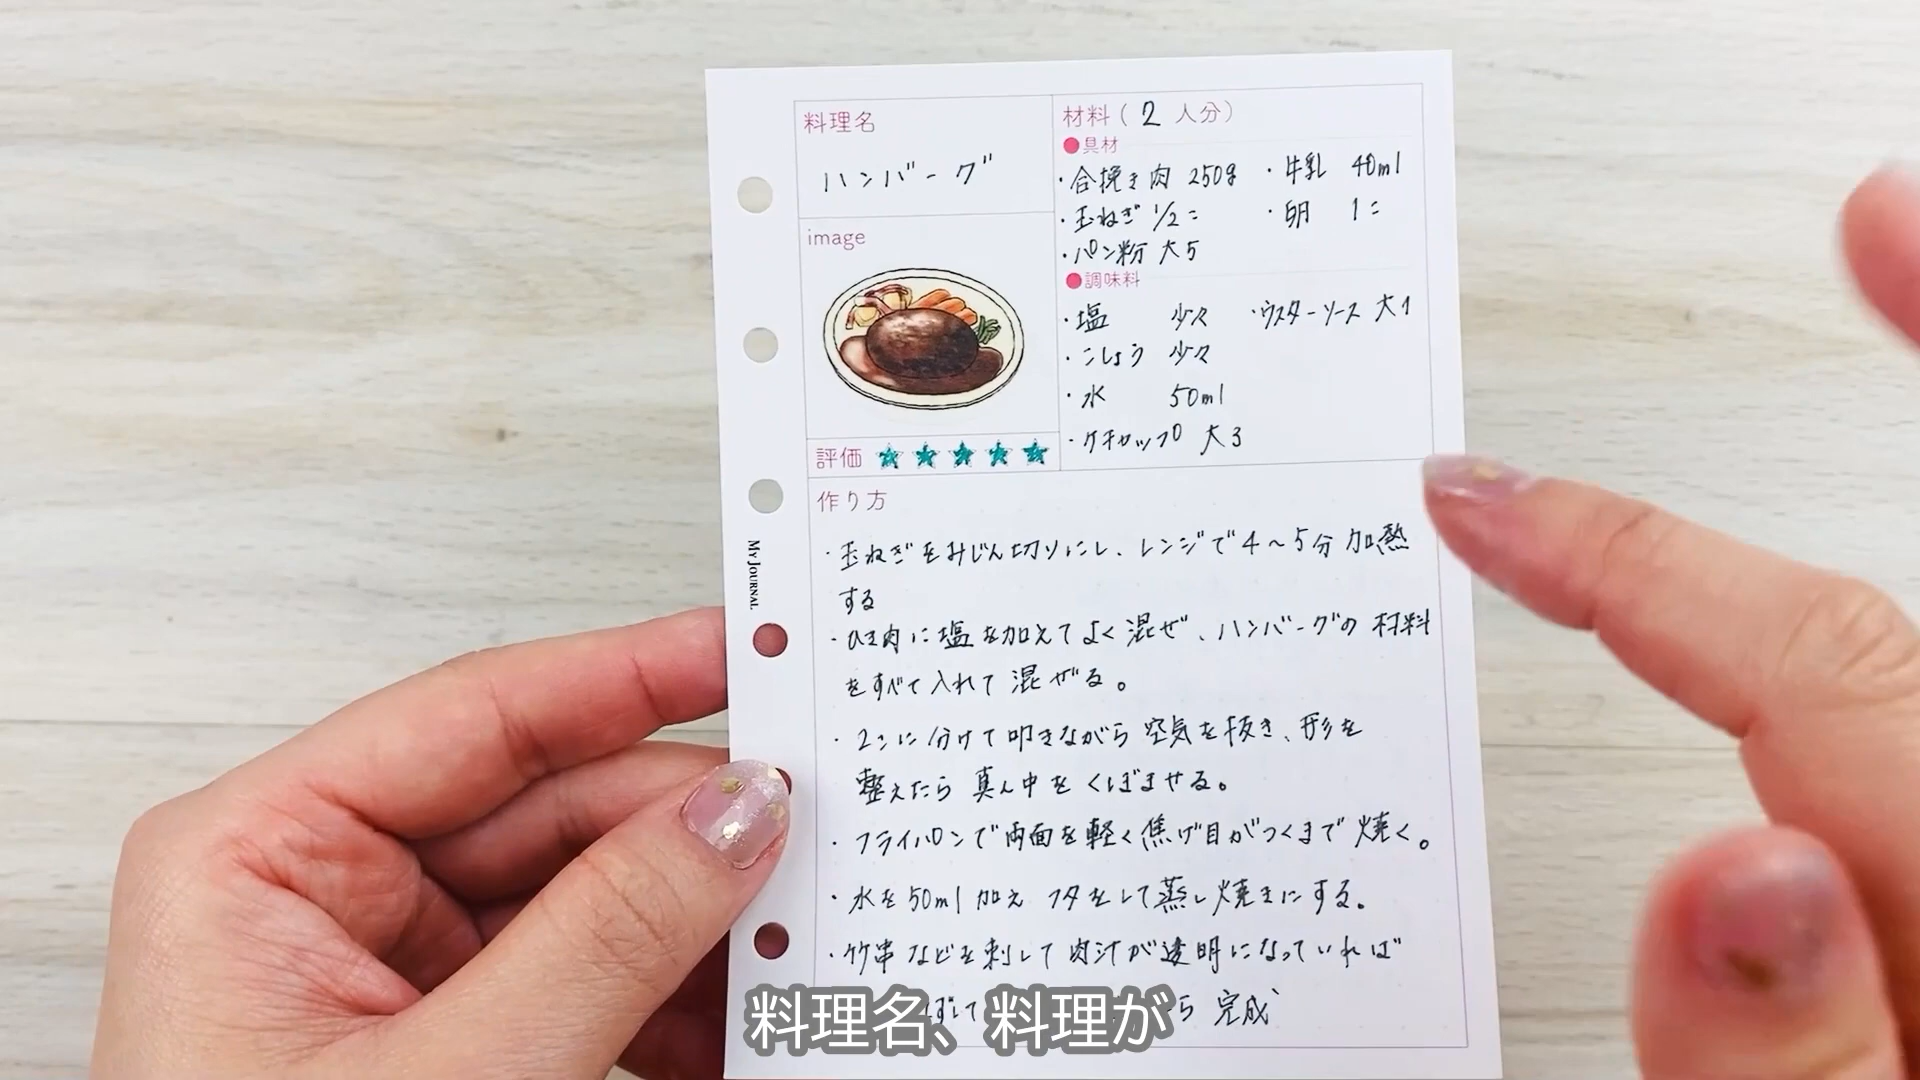 料理名
ハンバーグ
image
評価
材料(2人分)
●具材
・合挽き肉 250g ・牛乳 40ml
・玉ねぎ 1/2コ ・卵 1コ
・パン粉 大5
●調味料
・塩 少々 ・ウスターソース 大1
・こしょう 少々
・水 50ml
・ケチャップ 大3
作り方
・玉ねぎをみじん切りにし、レンジで4〜5分加熱
する
・ひき肉に塩を加えてよく混ぜ、ハンバーグの材料
をすべて入れて混ぜる。
・2コに分けて叩きながら空気を抜き、形を
整えたら真ん中をくぼませる。
・フライパンで両面を軽く焦げ目がつくまで焼く。
・水を50ml加えフタをして蒸し焼きにする。
・竹串などを刺して肉汁が透明になっていれば
ら完成
MY JOURNAL
料理名、料理が